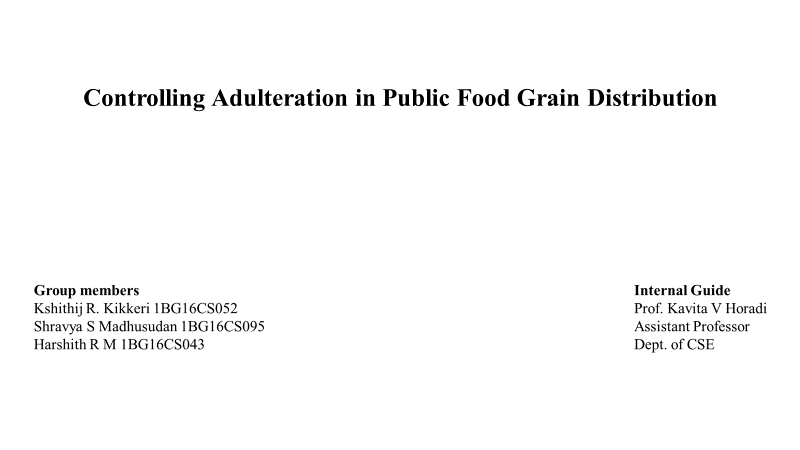 Controlling Adulteration in Public Food Grain Distribution
Group members
Kshithij R. Kikkeri 1BG16CS052
Shravya S Madhusudan 1BG16CS095
Harshith R M 1BG16CS043
Internal Guide
Prof. Kavita V Horadi
Assistant Professor
Dept. of CSE